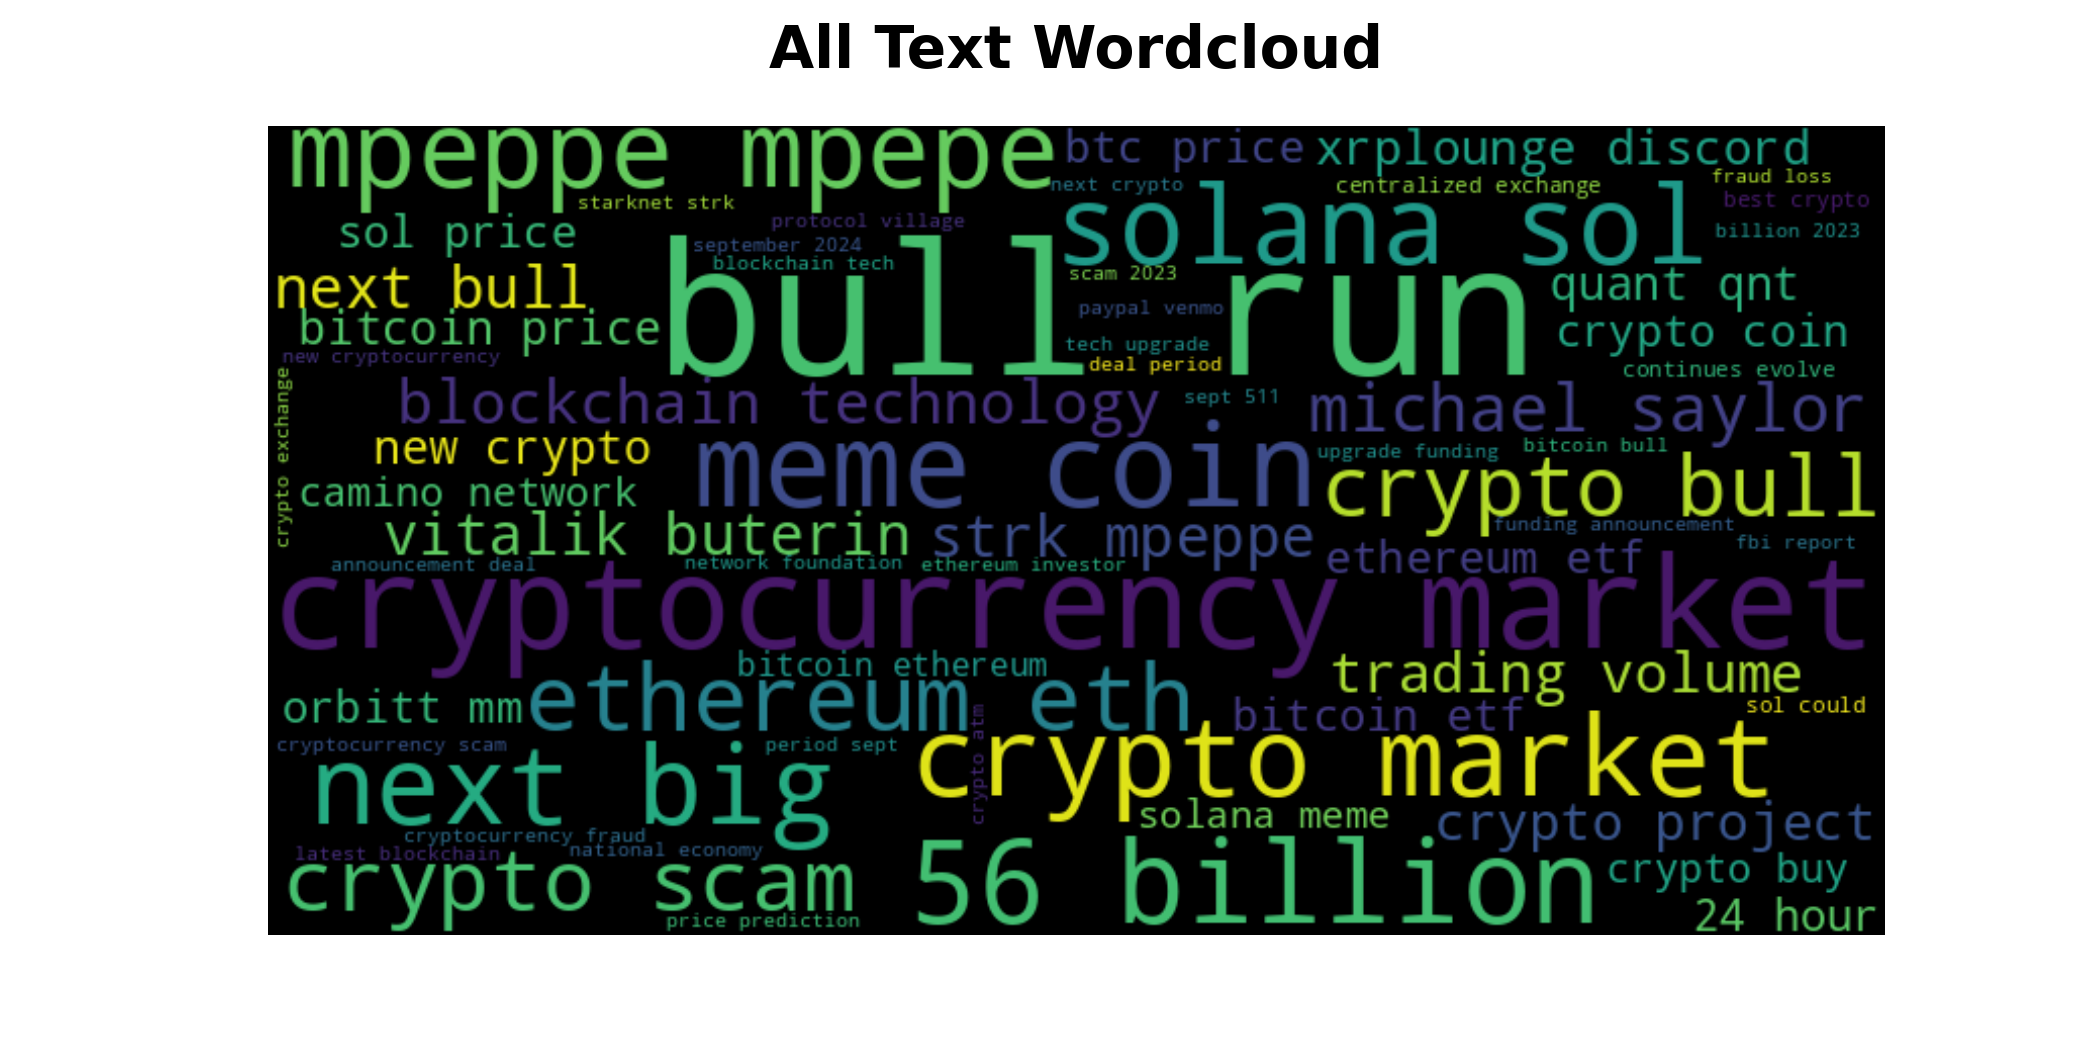 All Text Wordcloud
mpeppe mpepe
btc price
xrplounge discord
next crypto
centralized exchange
fraud loss
starknet strk
best crypto
sol price
protocol village
solana sol
billion 2023
september 2024
blockchain tech
next bull
bull run
scam 2023
quant qnt
paypal venmo
bitcoin price
crypto coin
tech upgrade
new cryptocurrency
deal period
continues evolve
crypto exchange
blockchain technology
sept 511
michael saylor
new crypto
meme coin
upgrade funding
bitcoin bull
camino network
crypto bull
vitalik buterin
strk mpeppe
funding announcement
ethereum etf
fbi report
announcement deal
network foundation
ethereum investor
cryptocurrency market
bitcoin ethereum
trading volume
orbitt mm
ethereum eth
bitcoin etf
sol could
cryptocurrency scam
period sept
crypto atm
crypto market
next big
solana meme
crypto project
cryptocurrency fraud
latest blockchain
national economy
crypto scam
56 billion
crypto buy
price prediction
24 hour